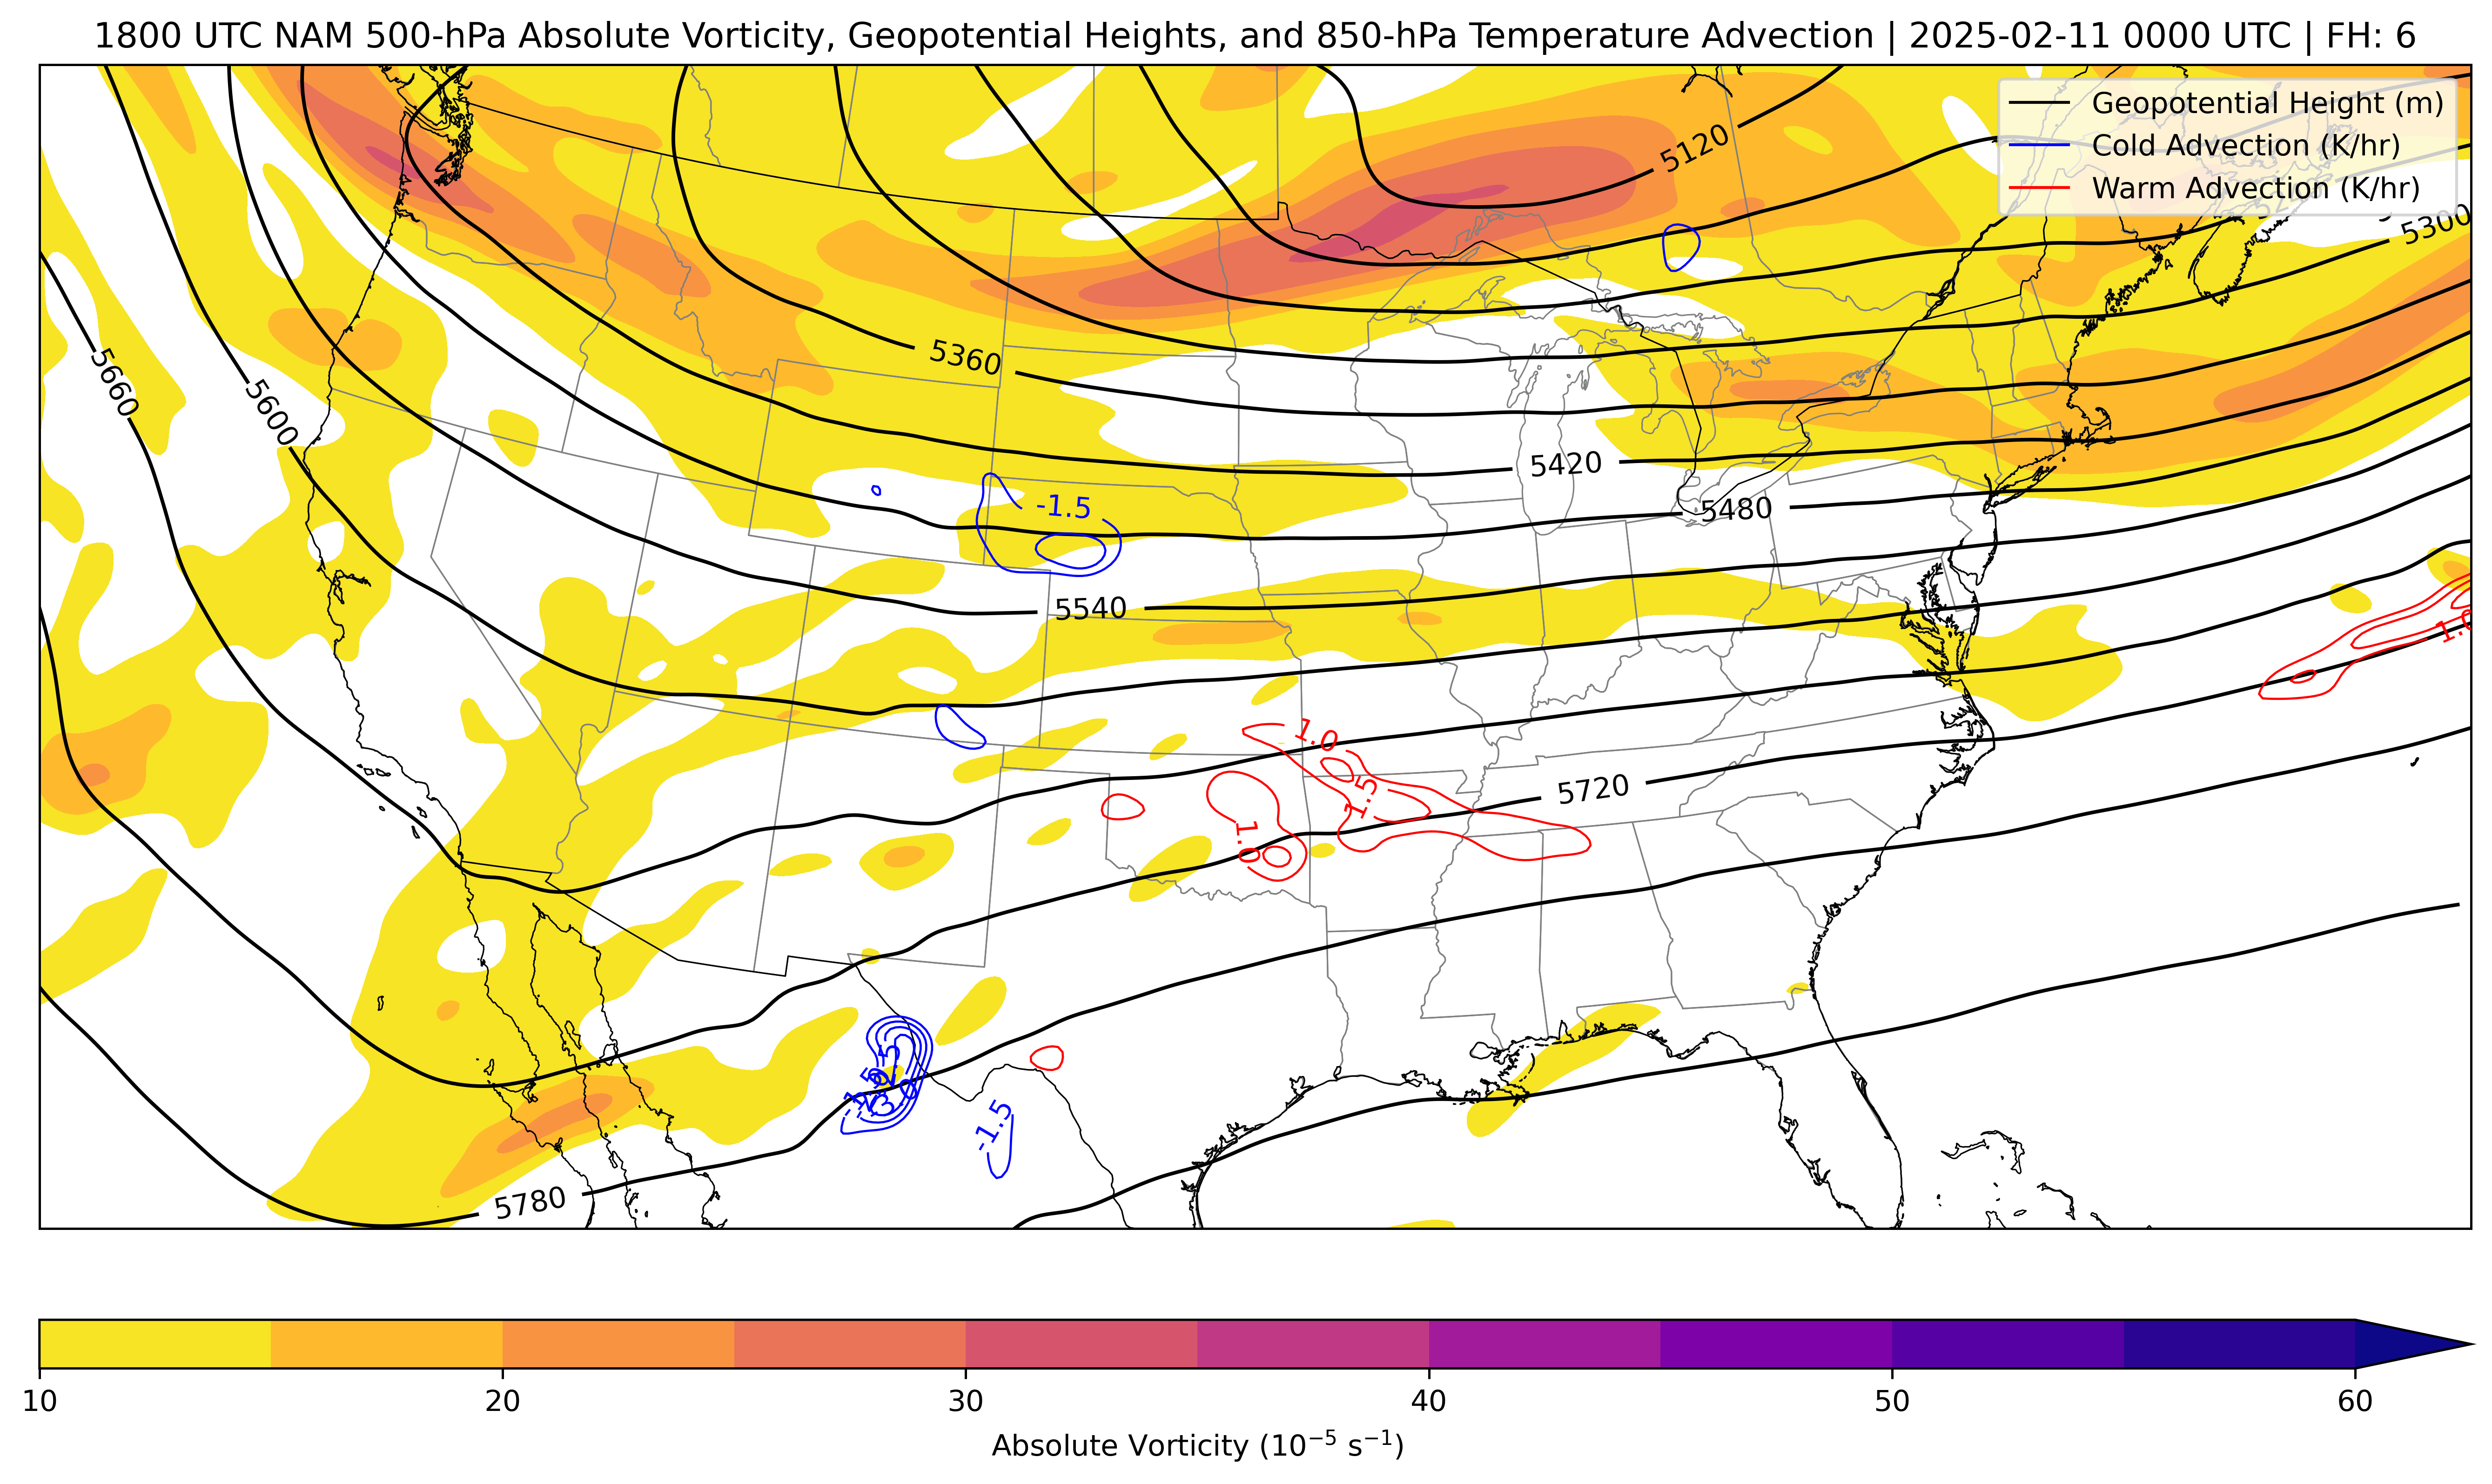 1800 UTC NAM 500-hPa Absolute Vorticity, Geopotential Heights, and 850-hPa Temperature Advection | 2025-02-11 0000 UTC | FH: 6
Geopotential Height (m)
Cold Advection (K/hr)
Warm Advection (K/hr)
5120
5300
5360
5660
5600
5420
5480
-1.5
5540
1.0
1.0
1.5
5720
1.0
-1.5
-1.5
5780
10 20 30 40 50 60
Absolute Vorticity (10⁻⁵ s⁻¹)